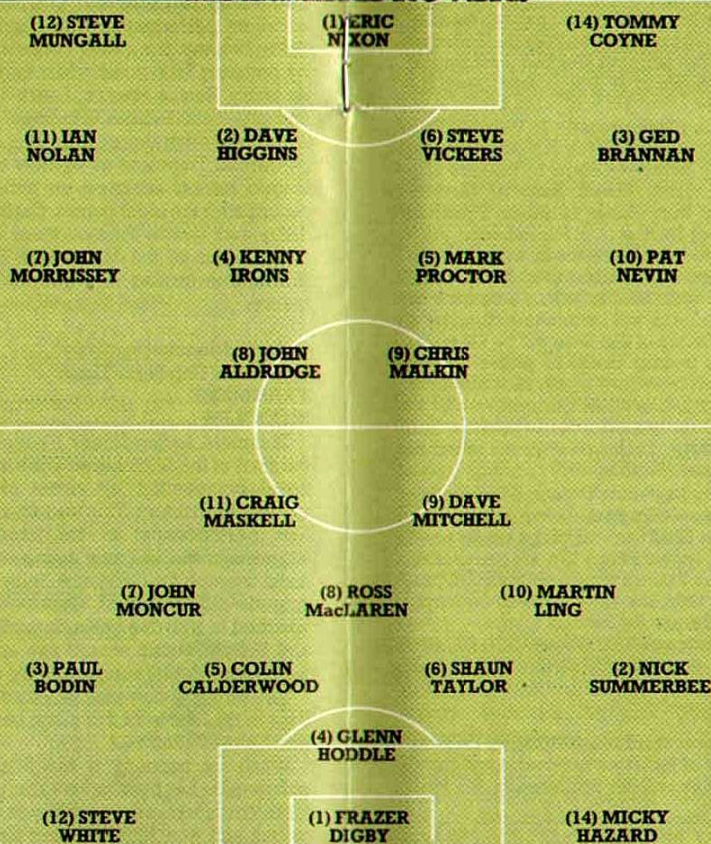 (12) STEVE
MUNGALL
(1) ERIC
NIXON
(14) TOMMY
COYNE
(11) IAN
NOLAN
(2) DAVE
HIGGINS
(6) STEVE
VICKERS
(3) GED
BRANNAN
(7) JOHN
MORRISSEY
(4) KENNY
IRONS
(5) MARK
PROCTOR
(10) PAT
NEVIN
(8) JOHN
ALDRIDGE
(9) CHRIS
MALKIN
(11) CRAIG
MASKELL
(9) DAVE
MITCHELL
(7) JOHN
MONCUR
(8) ROSS
MacLAREN
(10) MARTIN
LING
(3) PAUL
BODIN
(5) COLIN
CALDERWOOD
(6) SHAUN
TAYLOR
(2) NICK
SUMMERBEE
(4) GLENN
HODDLE
(12) STEVE
WHITE
(1) FRAZER
DIGBY
(14) MICKY
HAZARD